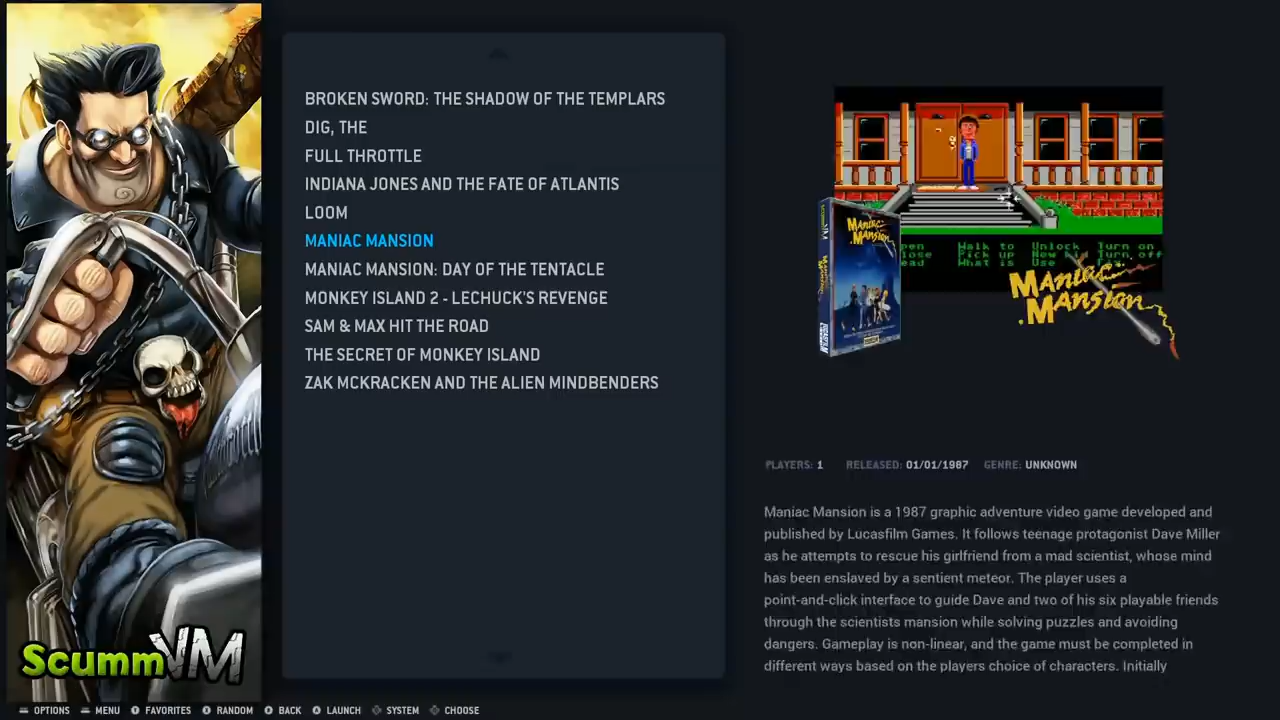 BROKEN SWORD: THE SHADOW OF THE TEMPLARS
DIG, THE
FULL THROTTLE
INDIANA JONES AND THE FATE OF ATLANTIS
LOOM
MANIAC MANSION
MANIAC MANSION: DAY OF THE TENTACLE
MONKEY ISLAND 2 - LECHUCK'S REVENGE
SAM & MAX HIT THE ROAD
THE SECRET OF MONKEY ISLAND
ZAK MCKRACKEN AND THE ALIEN MINDBENDERS
Walk to Unlock Turn on
Pick up Turn off
What is Use
Maniac
Mansion
Maniac
Mansion
PLAYERS: 1 RELEASED: 01/01/1987 GENRE: UNKNOWN
Maniac Mansion is a 1987 graphic adventure video game developed and
published by Lucasfilm Games. It follows teenage protagonist Dave Miller
as he attempts to rescue his girlfriend from a mad scientist, whose mind
has been enslaved by a sentient meteor. The player uses a
point-and-click interface to guide Dave and two of his six playable friends
through the scientists mansion while solving puzzles and avoiding
dangers. Gameplay is non-linear, and the game must be completed in
different ways based on the players choice of characters. Initially
ScummVM
OPTIONS MENU FAVORITES RANDOM BACK LAUNCH SYSTEM CHOOSE